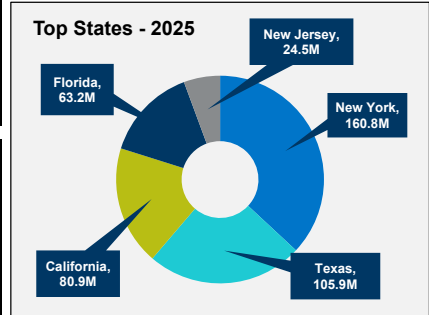 Top States - 2025
New Jersey,
24.5M
Florida,
63.2M
New York,
160.8M
California,
80.9M
Texas,
105.9M